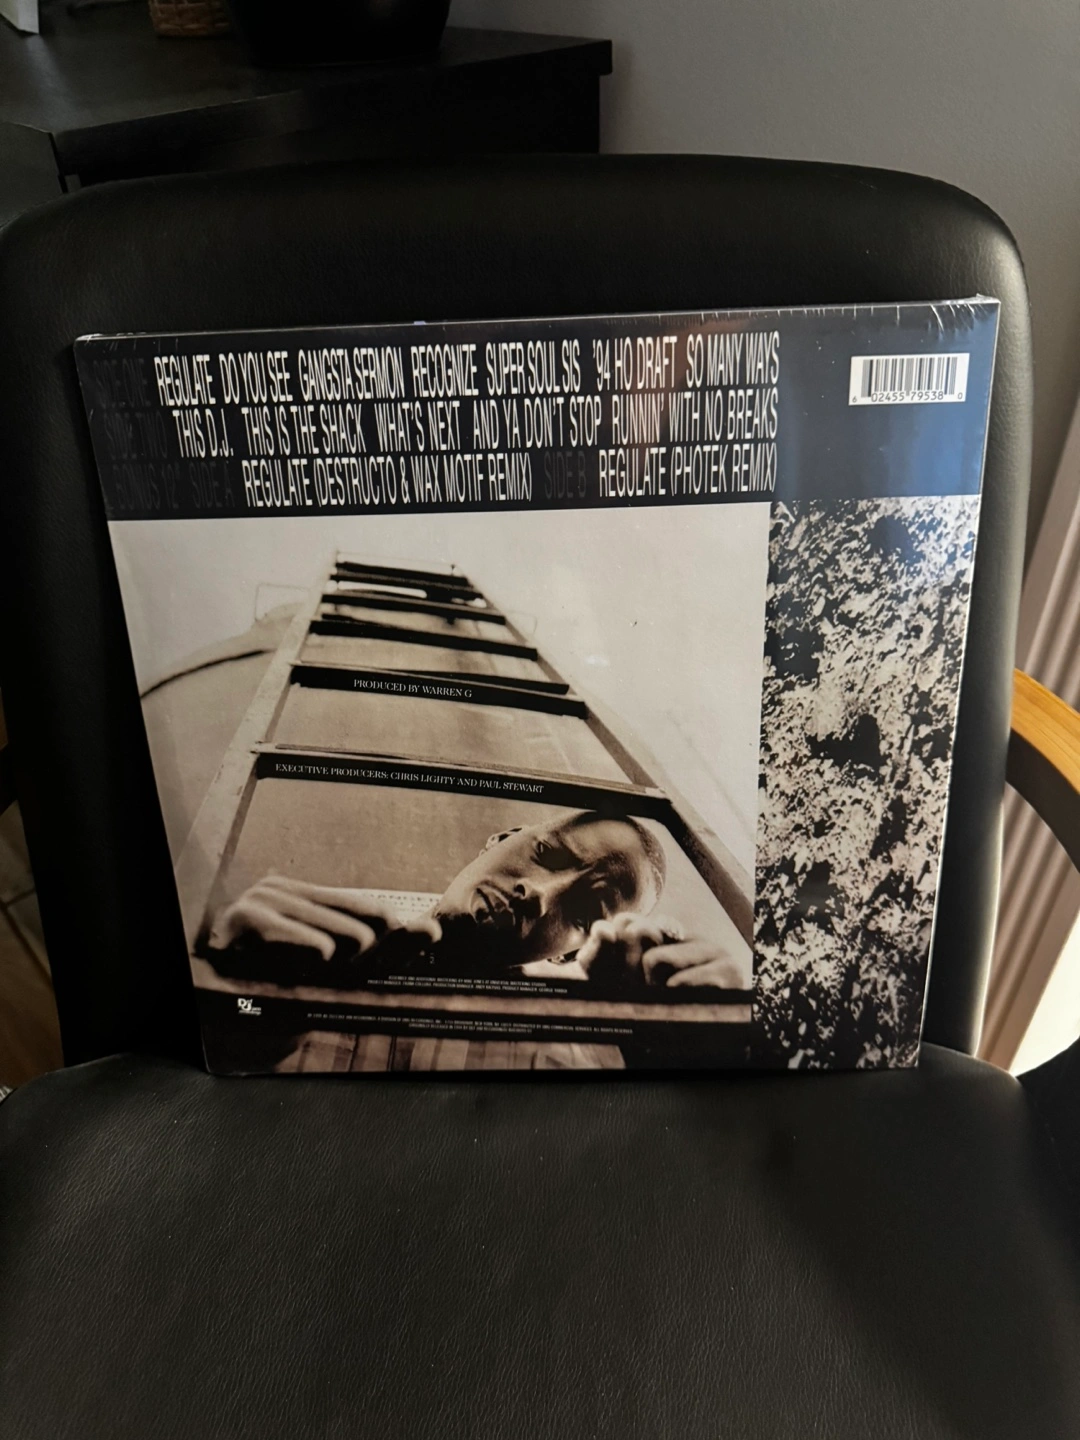 SIDE ONE REGULATE DO YOU SEE GANGSTA SERMON RECOGNIZE SUPER SOUL SIS '94 HO DRAFT SO MANY WAYS
SIDE TWO THIS D.J. THIS IS THE SHACK WHAT'S NEXT AND YA DON'T STOP RUNNIN' WITH NO BREAKS
BONUS 12" SIDE A REGULATE (DESTRUCTO & WAX MOTIF REMIX) SIDE B REGULATE (PHOTEK REMIX)
6 02455 79538 0
PRODUCED BY WARREN G
EXECUTIVE PRODUCERS: CHRIS LIGHTY AND PAUL STEWART